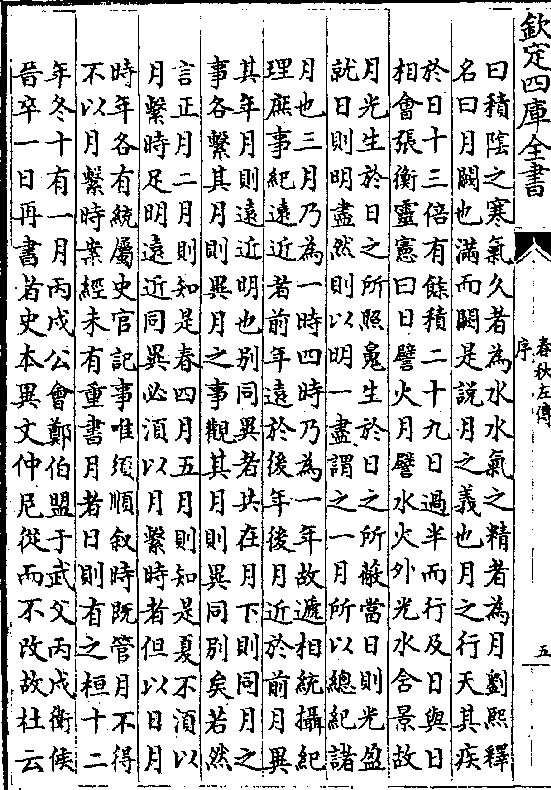 欽定四庫全書
春秋左傳
序
五
曰積陰之寒氣久者為水水氣之精者為月劉熙釋
名曰月闕也滿而闕是說月之義也月之行天其疾
於日十三倍有餘積二十九日過半而行及日與日
相會張衡靈憲曰日譬火月譬水火外光水含景故
月光生於日之所照魄生於日之所蔽當日則光盈
就日則明盡然則以明一盡謂之一月所以總紀諸
月也三月乃為一時四時乃為一年故遞相統攝紀
理庶事紀遠近者前年遠於後年後月近於前月異
其年月則遠近明也別同異者共在月下則同月之
事各繫其月則異月之事觀其月則異同別矣若然
言正月二月則知是春四月五月則知是夏不須以
月繫時足明遠近同異必須以月繫時者但以日月
時年各有統屬史官記事唯須順敘時既管月不得
不以月繫時案經未有重書月者日則有之桓十二
年冬十有一月丙戌公會鄭伯盟于武父丙戌衛侯
晉卒一日再書者史本異文仲尼從而不改故杜云